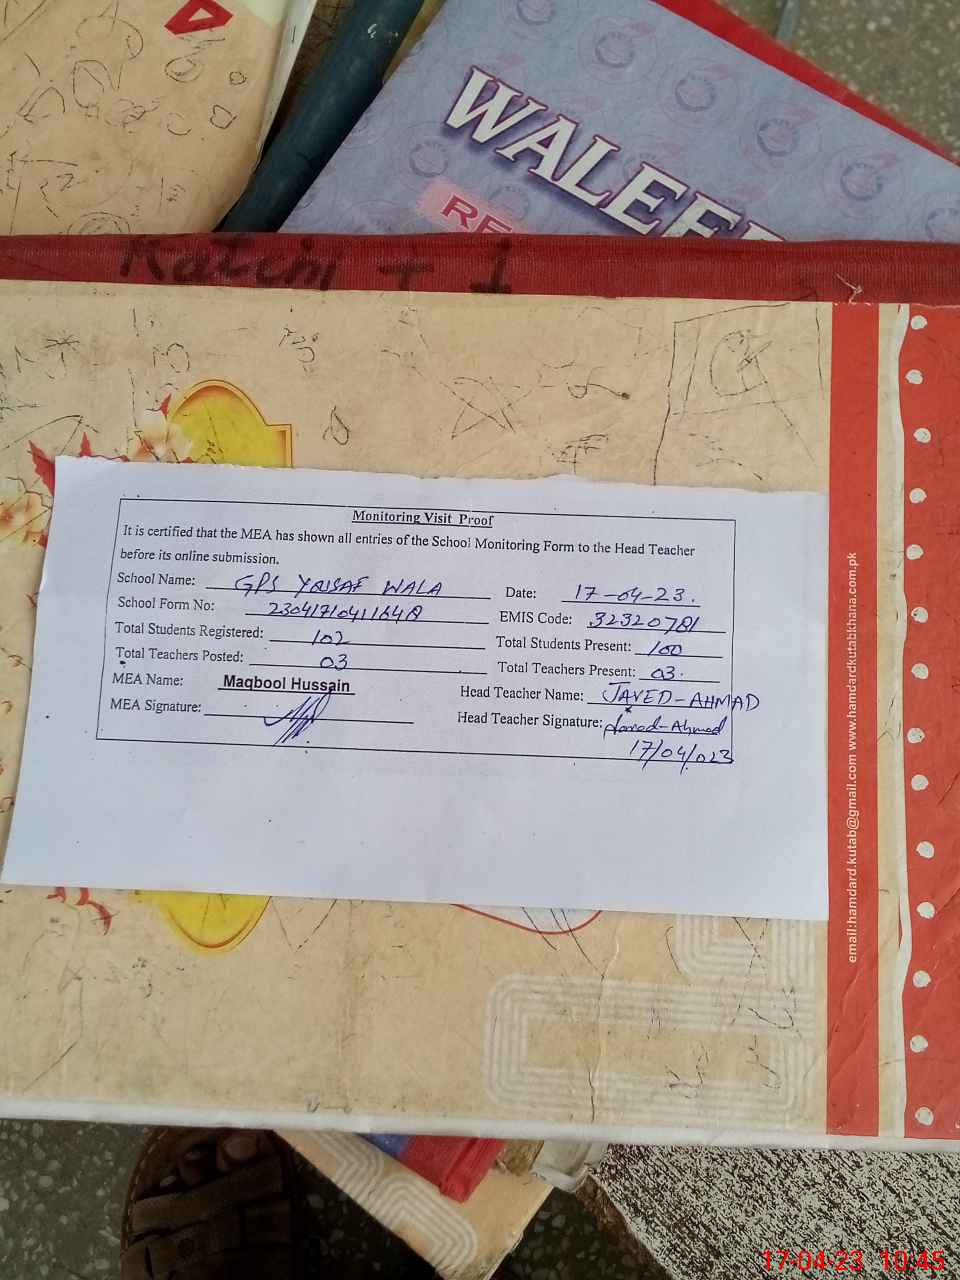 WALEE
RE
Katchi + 1
Monitoring Visit Proof
It is certified that the MEA has shown all entries of the School Monitoring Form to the Head Teacher
before its online submission.
School Name: GPS YOUSAF WALA Date: 17-04-23.
School Form No: EMIS Code: 32320781
Total Students Registered: 102 Total Students Present: 100
Total Teachers Posted: 03 Total Teachers Present: 03.
MEA Name: Maqbool Hussain Head Teacher Name: JAVED-AHMAD
MEA Signature: Head Teacher Signature: Javed-Ahmad
17/04/023
email:hamdard.kutab@gmail.com www.hamdardkutabkhana.com.pk
17-04-23 10:45